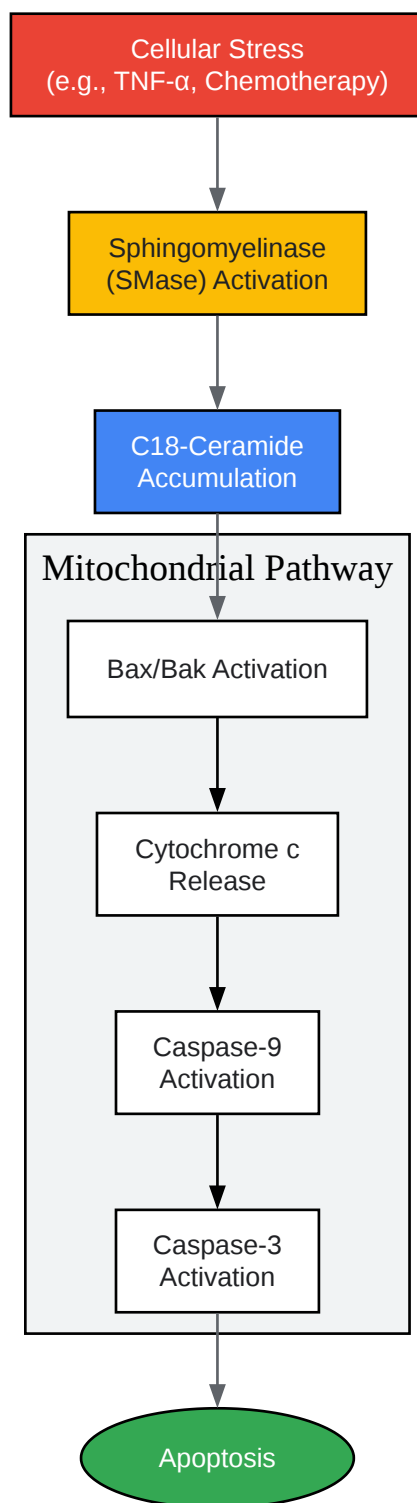 Cellular Stress
(e.g., TNF-α, Chemotherapy)
Sphingomyelinase
(SMase) Activation
C18-Ceramide
Accumulation
Mitochondrial Pathway
Bax/Bak Activation
Cytochrome c
Release
Caspase-9
Activation
Caspase-3
Activation
Apoptosis